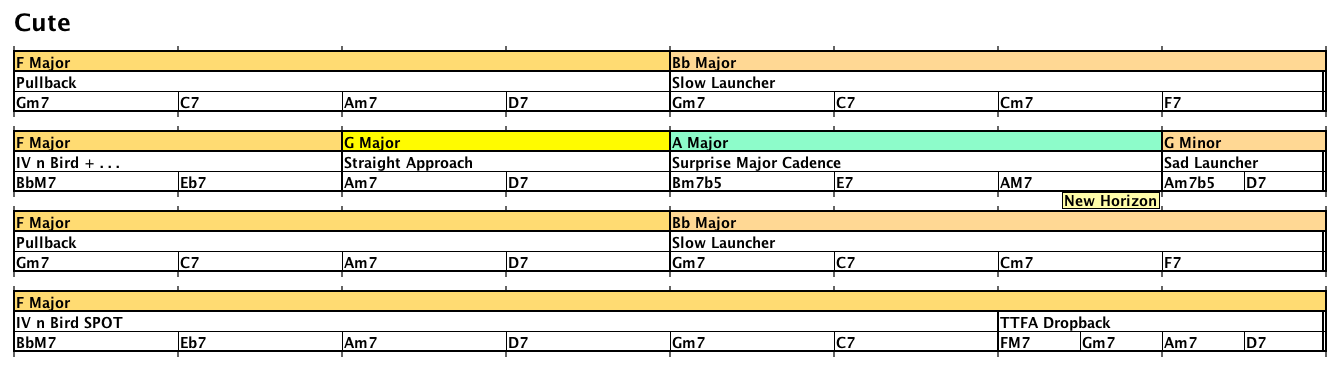 Cute
F Major Bb Major
Pullback Slow Launcher
Gm7 C7 Am7 D7 Gm7 C7 Cm7 F7
F Major G Major A Major G Minor
IV n Bird + . . . Straight Approach Surprise Major Cadence Sad Launcher
BbM7 Eb7 Am7 D7 Bm7b5 E7 AM7 Am7b5 D7
New Horizon
F Major Bb Major
Pullback Slow Launcher
Gm7 C7 Am7 D7 Gm7 C7 Cm7 F7
F Major
IV n Bird SPOT TTFA Dropback
BbM7 Eb7 Am7 D7 Gm7 C7 FM7 Gm7 Am7 D7